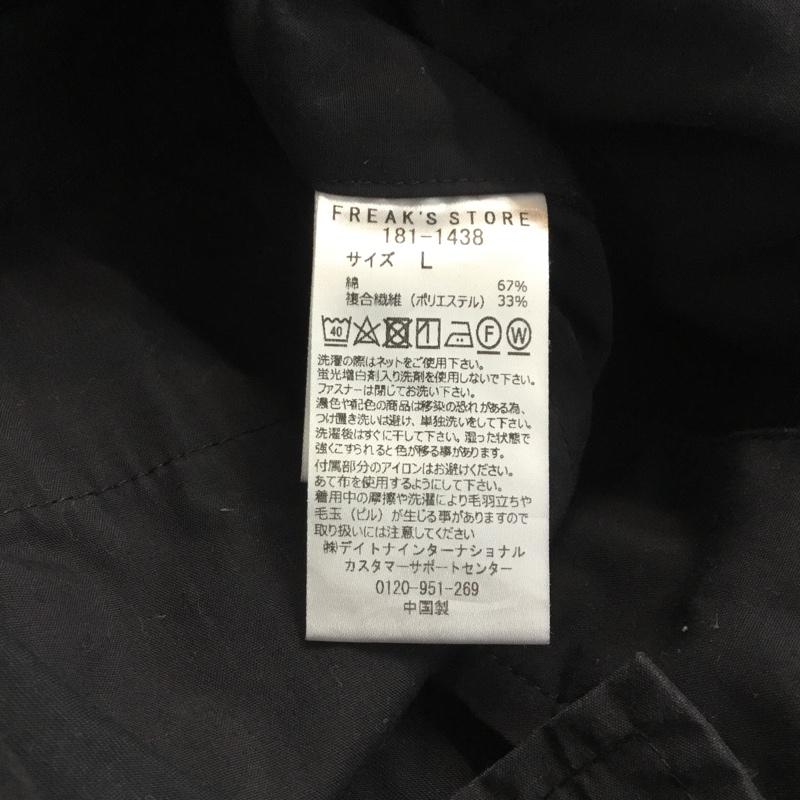 FREAK'S STORE
181-1438
サイズ L
綿 67%
複合繊維（ポリエステル）33%
40 F W
洗濯の際はネットをご使用下さい。
蛍光増白剤入り洗剤を使用しないで下さい。
ファスナーは閉じてお洗い下さい。
濃色や配色の商品は移染の恐れがある為、
つけ置き洗いは避け、単独洗いをして下さい。
洗濯後はすぐに干して下さい。湿った状態で
強くこすられると色が移る事があります。
付属部分のアイロンはお避けください。
あて布を使用するようにして下さい。
着用中の摩擦や洗濯により毛羽立ちや
毛玉（ピル）が生じる事がありますので
取り扱いには注意してください
㈱デイトナインターナショナル
カスタマーサポートセンター
0120-951-269
中国製